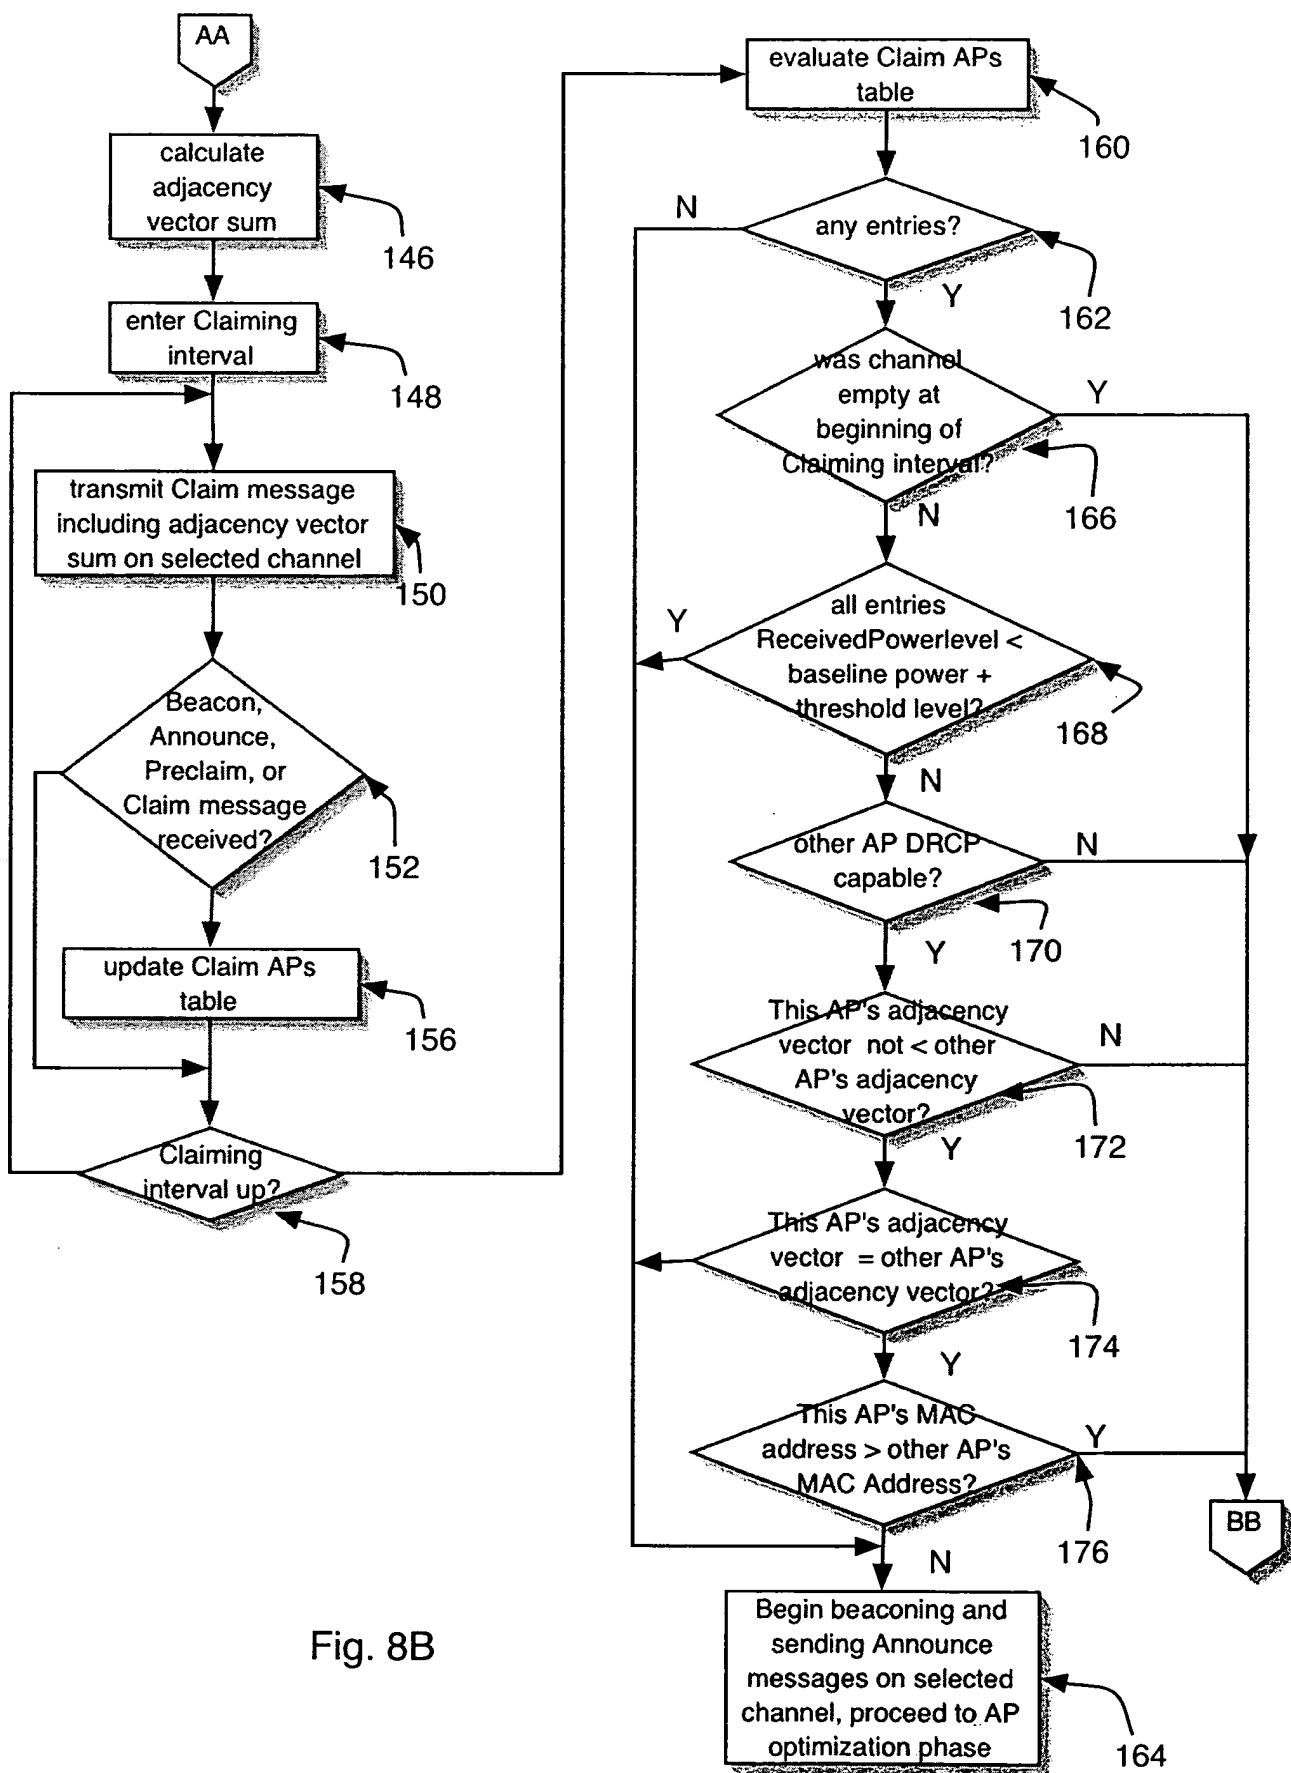 AA
calculate
adjacency
vector sum
146
enter Claiming
interval
148
transmit Claim message
including adjacency vector
sum on selected channel
150
Beacon,
Announce,
Preclaim, or
Claim message
received?
152
update Claim APs
table
156
Claiming
interval up?
158
evaluate Claim APs
table
160
any entries?
N
Y
162
was channel
empty at
beginning of
Claiming interval?
Y
N
166
all entries
ReceivedPowerlevel <
baseline power +
threshold level?
Y
N
168
other AP DRCP
capable?
N
Y
170
This AP's adjacency
vector not < other
AP's adjacency
vector?
N
Y
172
This AP's adjacency
vector = other AP's
adjacency vector?
Y
174
This AP's MAC
address > other AP's
MAC Address?
Y
N
176
BB
Begin beaconing and
sending Announce
messages on selected
channel, proceed to AP
optimization phase
164
Fig. 8B